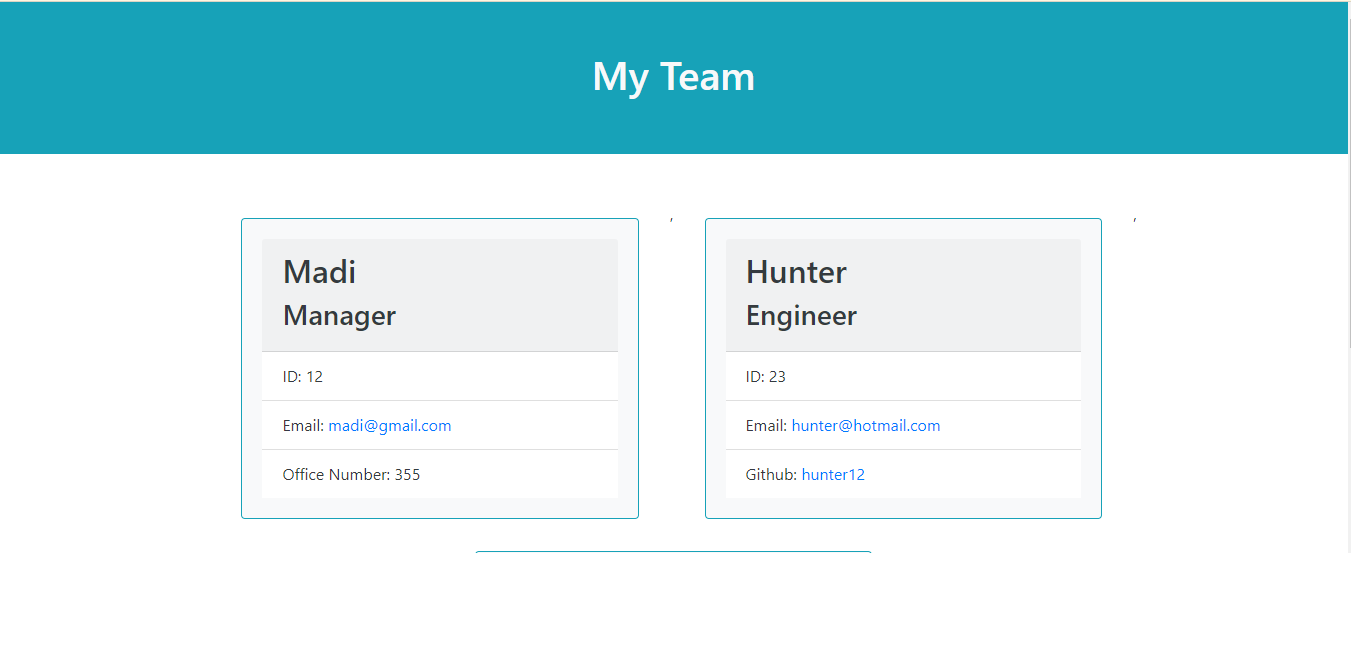 My Team
Madi
Manager
ID: 12
Email: madi@gmail.com
Office Number: 355
,
Hunter
Engineer
ID: 23
Email: hunter@hotmail.com
Github: hunter12
,